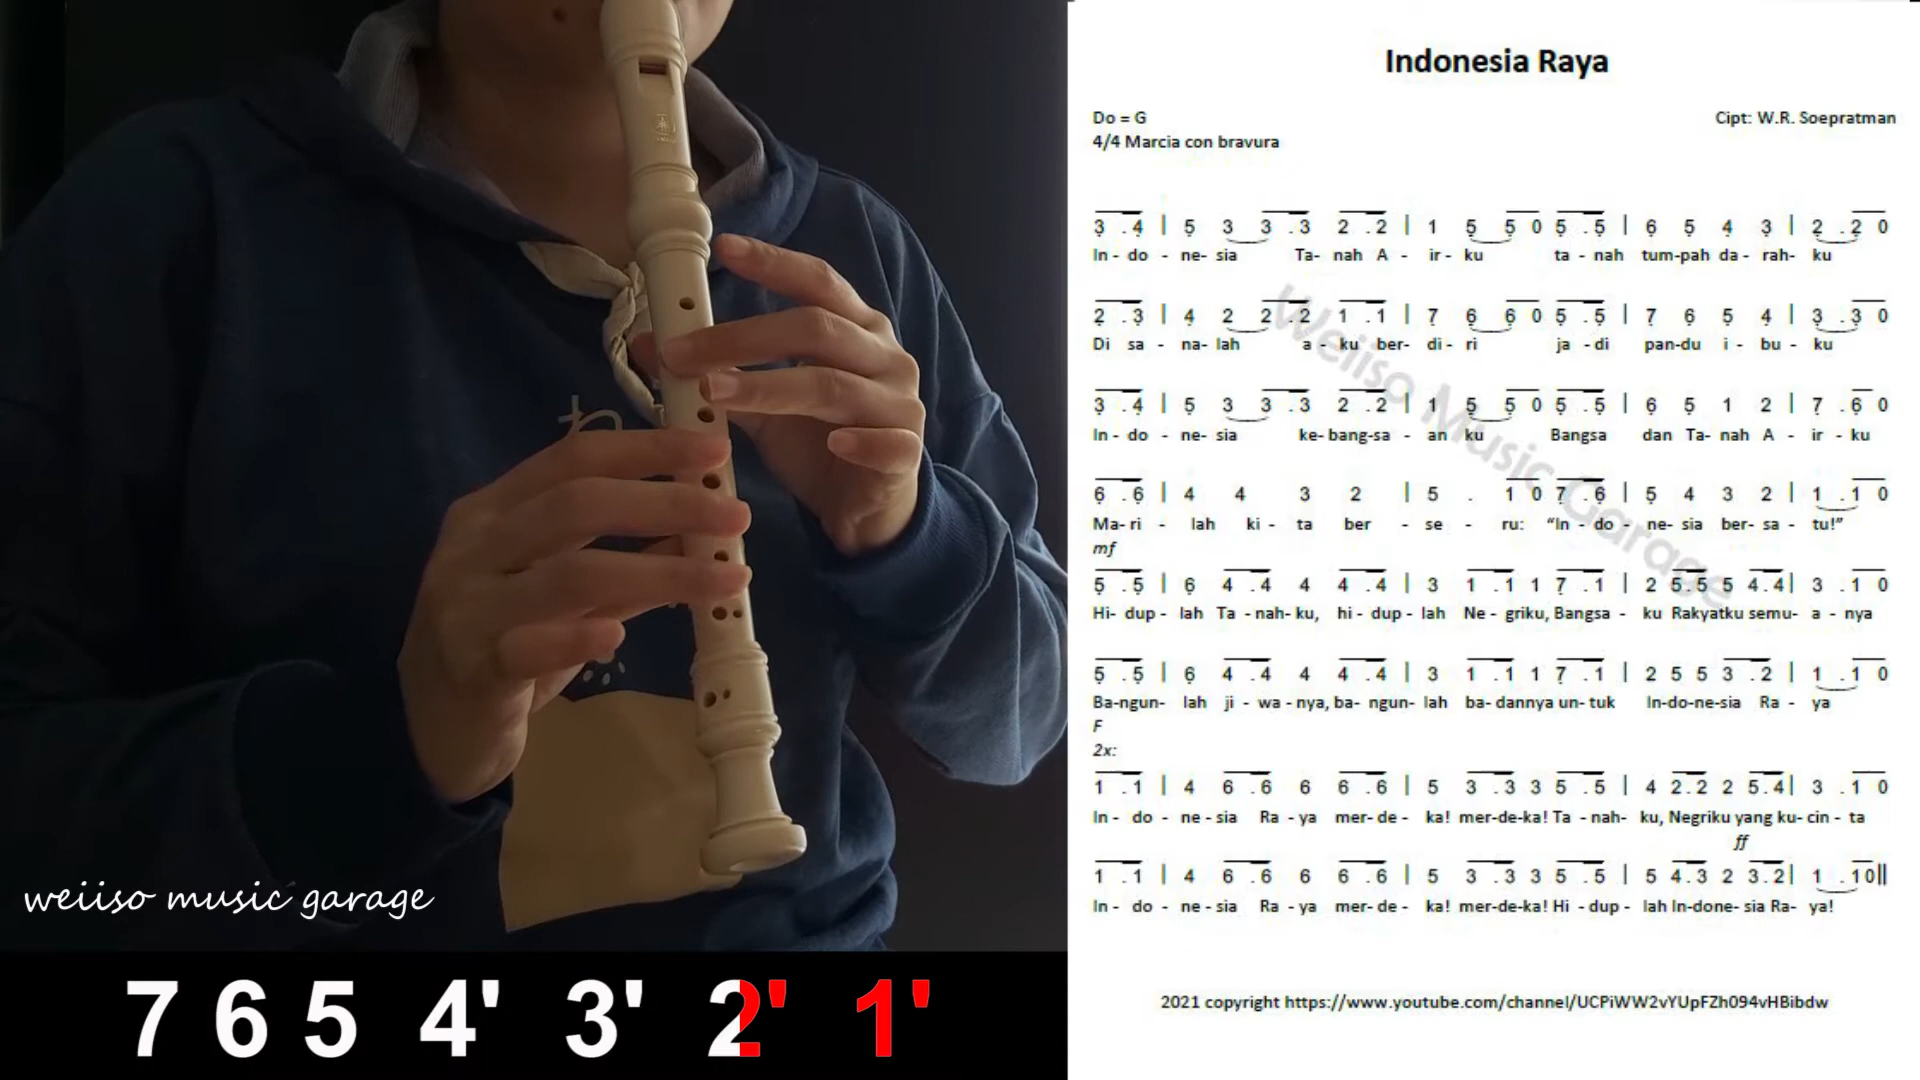 weiiso music garage
7 6 5 4' 3' 2' 1'
Indonesia Raya
Do = G
Cipt: W.R. Soepratman
4/4 Marcia con bravura
3̣ . 4̣ | 5̣ 3 3 . 3 2 . 2 | 1 5̣ 5̣ 0 5̣ . 5̣ | 6̣ 5̣ 4̣ 3̣ | 2̣ . 2̣ 0
In - do - ne- sia Ta- nah A - ir- ku ta - nah tum-pah da - rah- ku
2̣ . 3̣ | 4̣ 2 2 . 2 1 . 1 | 7̣ 6̣ 6̣ 0 5̣ . 5̣ | 7̣ 6̣ 5̣ 4̣ | 3̣ . 3̣ 0
Di sa - na- lah a - ku ber- di - ri ja - di pan-du i - bu - ku
3̣ . 4̣ | 5̣ 3 3 . 3 2 . 2 | 1 5̣ 5̣ 0 5̣ . 5̣ | 6̣ 5̣ 1 2 | 7̣ . 6̣ 0
In - do - ne- sia ke- bang-sa - an ku Bangsa dan Ta- nah A - ir - ku
6̣ . 6̣ | 4 4 3 2 | 5 . 1 0 7̣ . 6̣ | 5̣ 4 3 2 | 1 . 1 0
Ma- ri - lah ki - ta ber - se - ru: “In - do - ne- sia ber- sa - tu!”
mf
5̣ . 5̣ | 6̣ 4 . 4 4 4 . 4 | 3 1 . 1 1 7̣ . 1 | 2 5.5 5 4.4 | 3 . 1 0
Hi- dup - lah Ta - nah- ku, hi - dup - lah Ne - griku, Bangsa - ku Rakyatku semu- a - nya
5̣ . 5̣ | 6̣ 4 . 4 4 4 . 4 | 3 1 . 1 1 7̣ . 1 | 2 5 5 3 . 2 | 1 . 1 0
Ba-ngun- lah ji - wa - nya, ba- ngun- lah ba- dannya un- tuk In-do-ne-sia Ra - ya
F
2x:
1 . 1 | 4 6 . 6 6 6 . 6 | 5 3 . 3 3 5 . 5 | 4 2.2 2 5.4 | 3 . 1 0
In - do - ne - sia Ra - ya mer- de - ka! mer-de-ka! Ta - nah- ku, Negriku yang ku- cin - ta
ff
1 . 1 | 4 6 . 6 6 6 . 6 | 5 3 . 3 3 5 . 5 | 5 4.3 2 3.2 | 1 . 1 0 ||
In - do - ne - sia Ra - ya mer- de - ka! mer-de-ka! Hi - dup - lah In-done- sia Ra- ya!
Weiiso Music Garage
2021 copyright https://www.youtube.com/channel/UCPiWW2vYUpFZh094vHBibdw